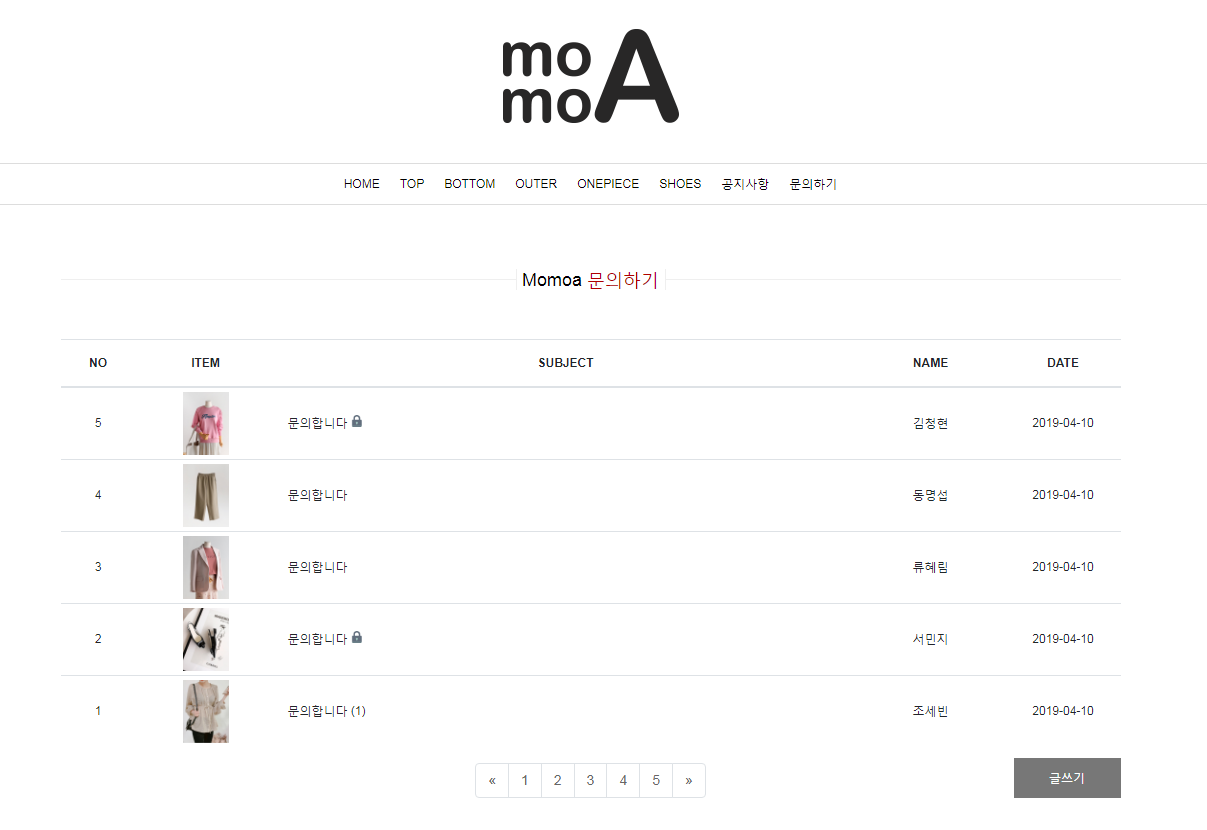 mo
moA
HOME TOP BOTTOM OUTER ONEPIECE SHOES 공지사항 문의하기
Momoa 문의하기
NO ITEM SUBJECT NAME DATE
5 문의합니다 김청현 2019-04-10
4 문의합니다 동명섭 2019-04-10
3 문의합니다 류혜림 2019-04-10
2 문의합니다 서민지 2019-04-10
1 문의합니다 (1) 조세빈 2019-04-10
« 1 2 3 4 5 » 글쓰기